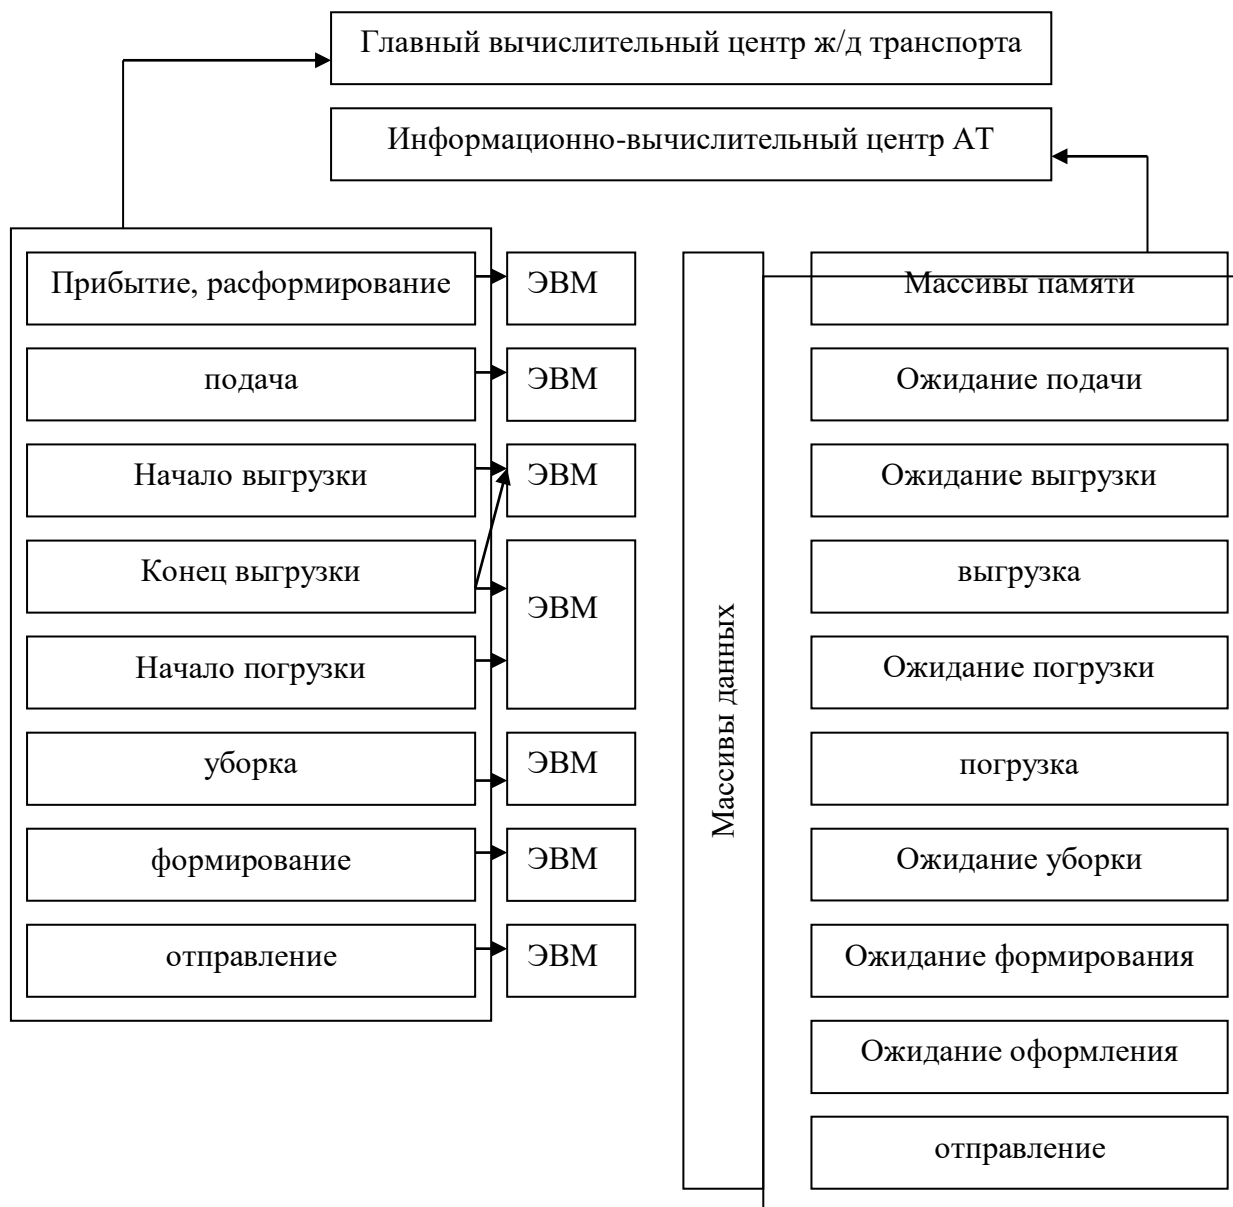 Главный вычислительный центр ж/д транспорта
Информационно-вычислительный центр АТ
Прибытие, расформирование
ЭВМ
Массивы памяти
подача
ЭВМ
Ожидание подачи
Начало выгрузки
ЭВМ
Ожидание выгрузки
Конец выгрузки
ЭВМ
выгрузка
Начало погрузки
Ожидание погрузки
Массивы данных
уборка
ЭВМ
погрузка
формирование
ЭВМ
Ожидание уборки
отправление
ЭВМ
Ожидание формирования
Ожидание оформления
отправление